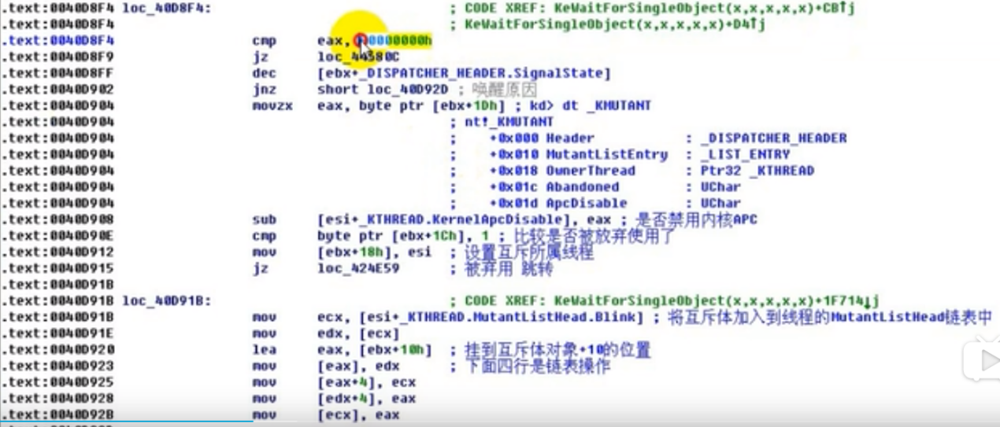 .text:0040D8F4 loc_40D8F4: ; CODE XREF: KeWaitForSingleObject(x,x,x,x,x)+CB↑j
.text:0040D8F4 ; KeWaitForSingleObject(x,x,x,x,x)+D4↑j
.text:0040D8F4 cmp eax, 0000000h
.text:0040D8F9 jz loc_44580C
.text:0040D8FF dec [ebx+_DISPATCHER_HEADER.SignalState]
.text:0040D902 jnz short loc_40D92D ; 唤醒原因
.text:0040D904 movzx eax, byte ptr [ebx+1Dh] ; kd> dt _KMUTANT
.text:0040D904 ; nt!_KMUTANT
.text:0040D904 ; +0x000 Header : _DISPATCHER_HEADER
.text:0040D904 ; +0x010 MutantListEntry : _LIST_ENTRY
.text:0040D904 ; +0x018 OwnerThread : Ptr32 _KTHREAD
.text:0040D904 ; +0x01c Abandoned : UChar
.text:0040D904 ; +0x01d ApcDisable : UChar
.text:0040D908 sub [esi+_KTHREAD.KernelApcDisable], eax ; 是否禁用内核APC
.text:0040D90E cmp byte ptr [ebx+1Ch], 1 ; 比较是否被放弃使用了
.text:0040D912 mov [ebx+18h], esi ; 设置互斥所属线程
.text:0040D915 jz loc_424E59 ; 被弃用 跳转
.text:0040D91B
.text:0040D91B loc_40D91B: ; CODE XREF: KeWaitForSingleObject(x,x,x,x,x)+1F714↓j
.text:0040D91B mov ecx, [esi+_KTHREAD.MutantListHead.Blink] ; 将互斥体加入到线程的MutantListHead链表中
.text:0040D91E mov edx, [ecx]
.text:0040D920 lea eax, [ebx+10h] ; 挂到互斥体对象+10的位置
.text:0040D923 mov [eax], edx ; 下面四行是链表操作
.text:0040D925 mov [eax+4], ecx
.text:0040D928 mov [edx+4], eax
.text:0040D92B mov [ecx], eax